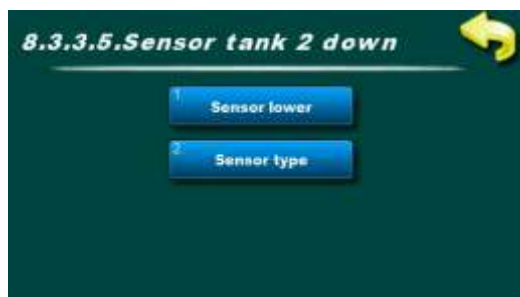 8.3.3.5.Sensor tank 2 down
1
Sensor lower
2
Sensor type